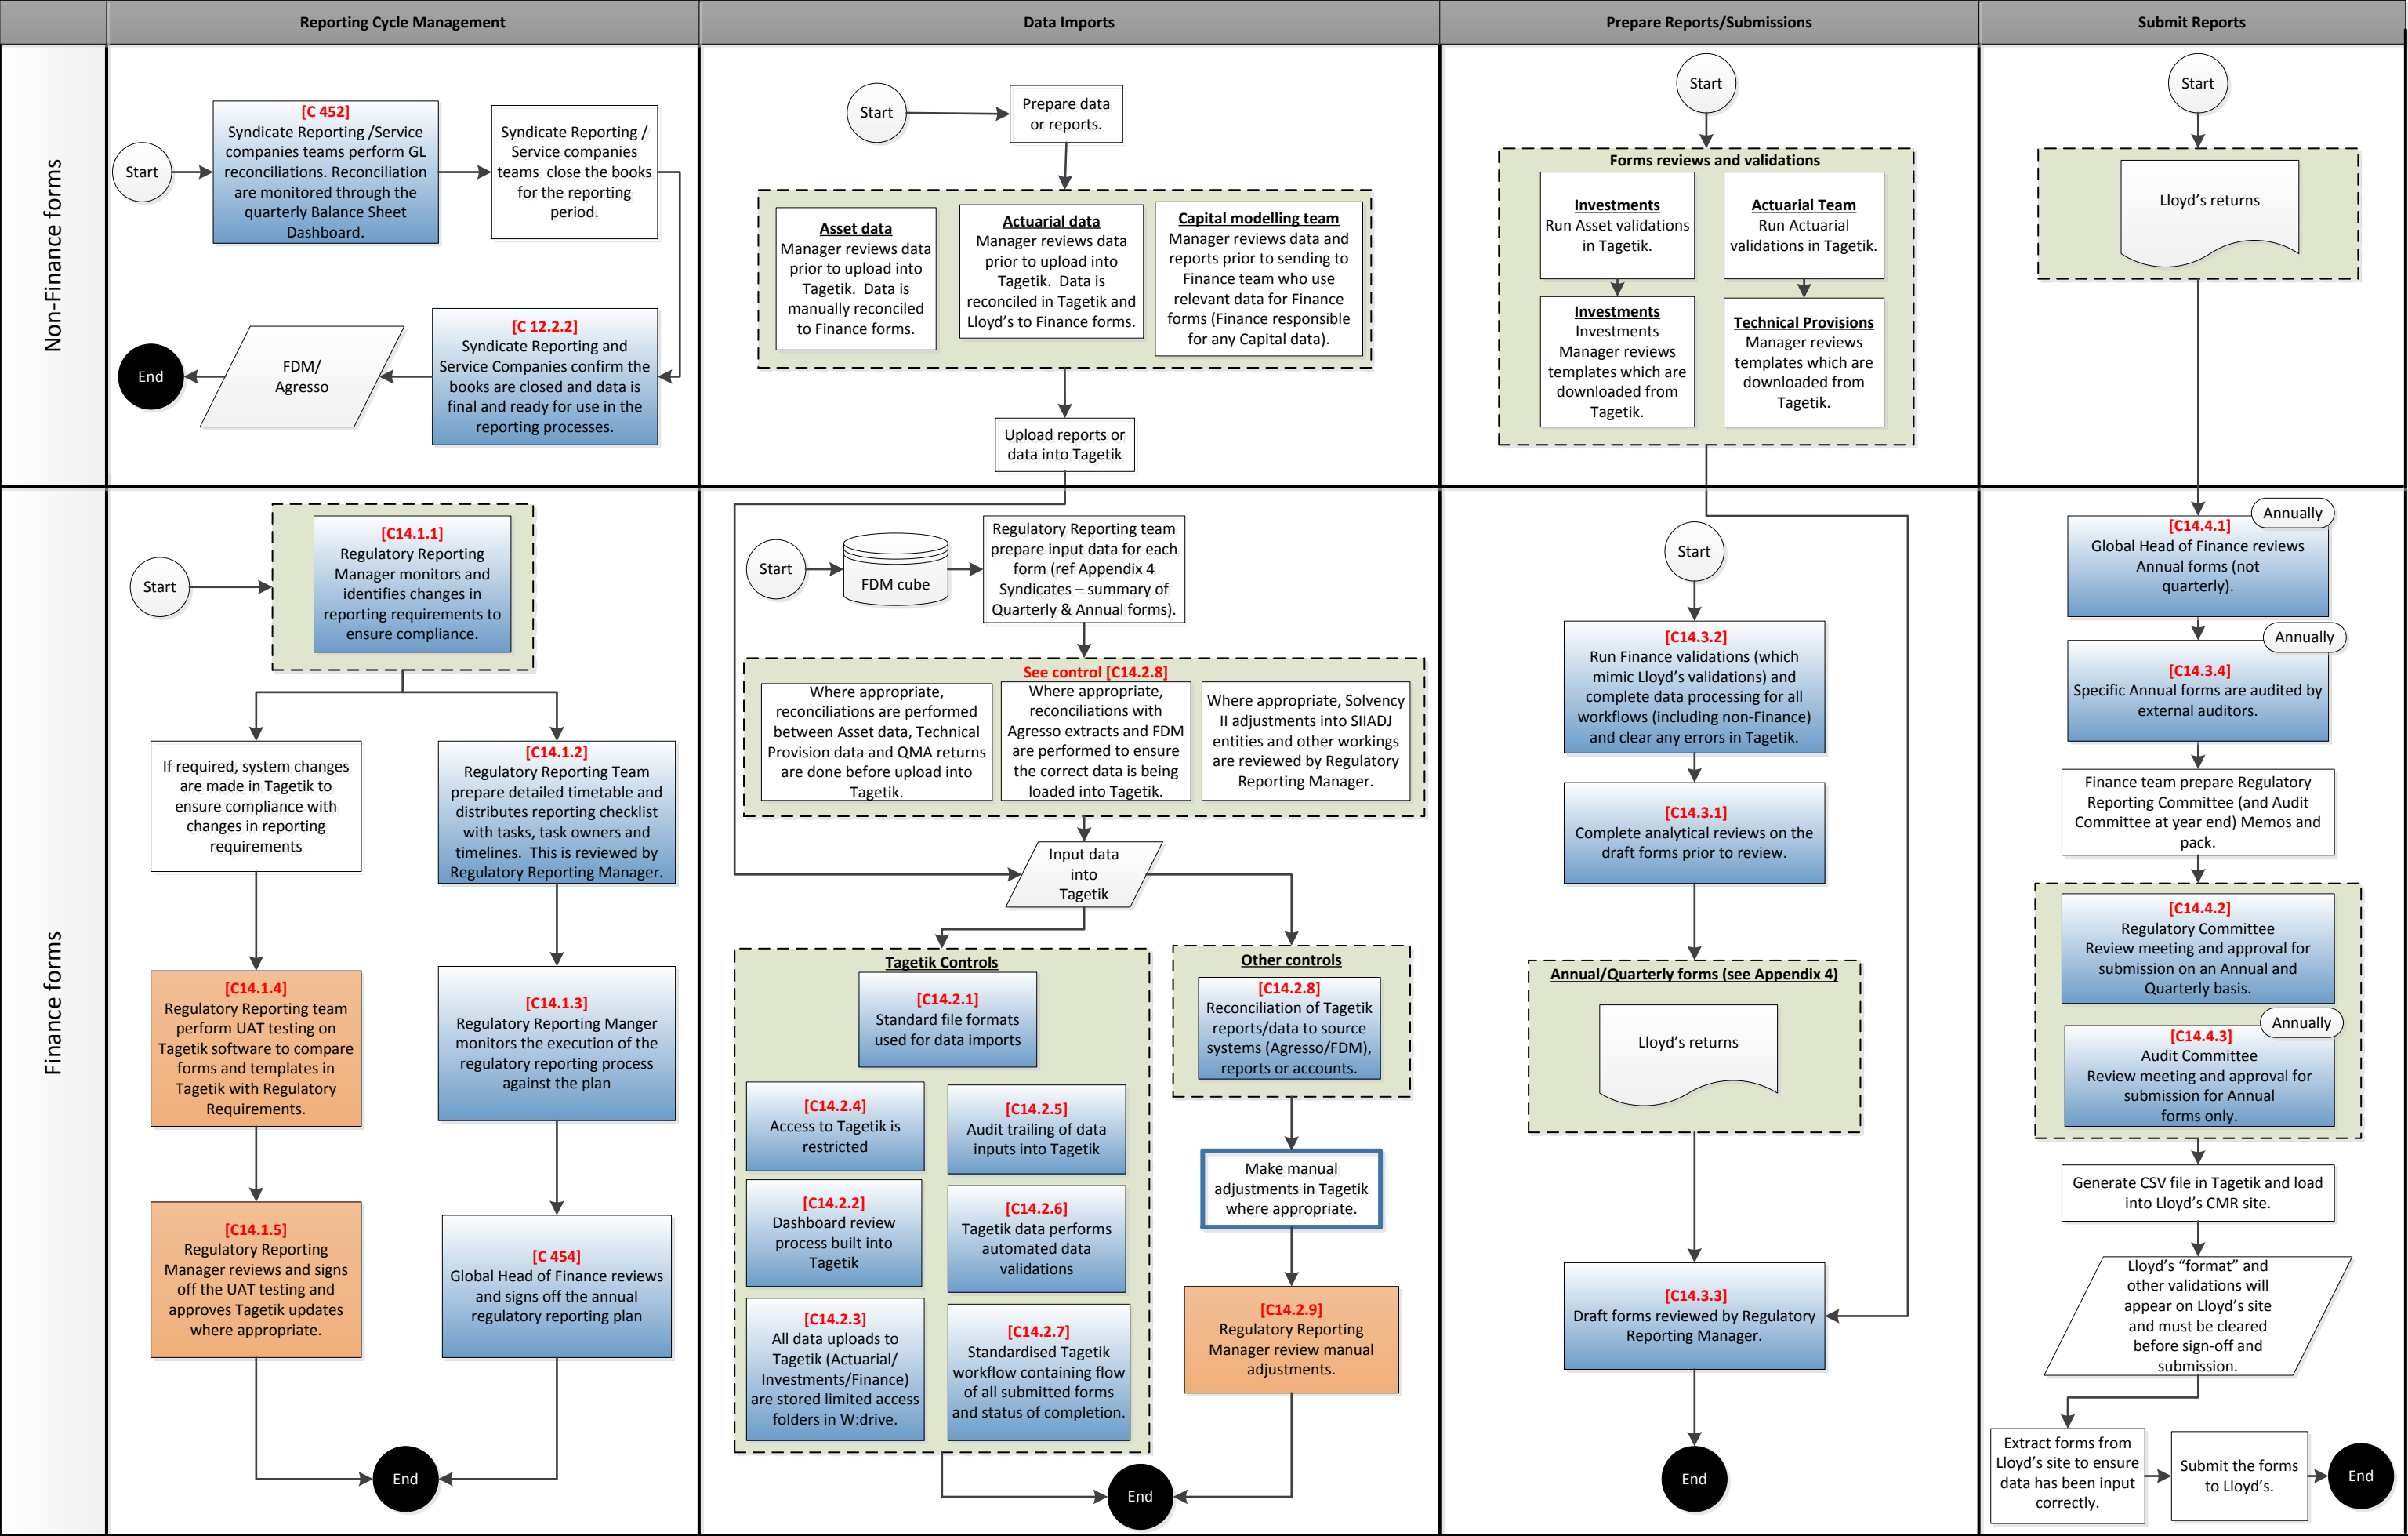 Reporting Cycle Management
Data Imports
Prepare Reports/Submissions
Submit Reports
Non-Finance forms
Start
[C 452]
Syndicate Reporting /Service
companies teams perform GL
reconciliations. Reconciliation
are monitored through the
quarterly Balance Sheet
Dashboard.
Syndicate Reporting /
Service companies
teams close the books
for the reporting
period.
[C 12.2.2]
Syndicate Reporting and
Service Companies confirm the
books are closed and data is
final and ready for use in the
reporting processes.
FDM/
Agresso
End
Start
Prepare data
or reports.
Asset data
Manager reviews data
prior to upload into
Tagetik. Data is
manually reconciled
to Finance forms.
Actuarial data
Manager reviews data
prior to upload into
Tagetik. Data is
reconciled in Tagetik and
Lloyd's to Finance forms.
Capital modelling team
Manager reviews data and
reports prior to sending to
Finance team who use
relevant data for Finance
forms (Finance responsible
for any Capital data).
Upload reports or
data into Tagetik
Start
Forms reviews and validation
Investments
Run Asset validations
in Tagetik.
Actuarial Team
Run Actuarial
validations in Tagetik.
Investments
Investments
Manager reviews
templates which are
downloaded from
Tagetik.
Technical Provisions
Manager reviews
templates which are
downloaded from
Tagetik.
Start
Lloyd's returns
Finance forms
Start
[C14.1.1]
Regulatory Reporting
Manager monitors and
identifies changes in
reporting requirements to
ensure compliance.
If required, system changes
are made in Tagetik to
ensure compliance with
changes in reporting
requirements
[C14.1.2]
Regulatory Reporting Team
prepare detailed timetable and
distributes reporting checklist
with tasks, task owners and
timelines. This is reviewed by
Regulatory Reporting Manager.
[C14.1.4]
Regulatory Reporting team
perform UAT testing on
Tagetik software to compare
forms and templates in
Tagetik with Regulatory
Requirements.
[C14.1.3]
Regulatory Reporting Manger
monitors the execution of the
regulatory reporting process
against the plan
[C14.1.5]
Regulatory Reporting
Manager reviews and signs
off the UAT testing and
approves Tagetik updates
where appropriate.
[C 454]
Global Head of Finance reviews
and signs off the annual
regulatory reporting plan
End
Start
FDM cube
Regulatory Reporting team
prepare input data for each
form (ref Appendix 4
Syndicates – summary of
Quarterly & Annual forms).
See control [C14.2.8]
Where appropriate,
reconciliations are performed
between Asset data, Technical
Provision data and QMA returns
are done before upload into
Tagetik.
Where appropriate,
reconciliations with
Agresso extracts and FDM
are performed to ensure
the correct data is being
loaded into Tagetik.
Where appropriate, Solvency
II adjustments into SIIADJ
entities and other workings
are reviewed by Regulatory
Reporting Manager.
Input data
into
Tagetik
Tagetik Controls
[C14.2.1]
Standard file formats
used for data imports
[C14.2.4]
Access to Tagetik is
restricted
[C14.2.5]
Audit trailing of data
inputs into Tagetik
[C14.2.2]
Dashboard review
process built into
Tagetik
[C14.2.6]
Tagetik data performs
automated data
validations
[C14.2.3]
All data uploads to
Tagetik (Actuarial/
Investments/Finance)
are stored limited access
folders in W:drive.
[C14.2.7]
Standardised Tagetik
workflow containing flow
of all submitted forms
and status of completion.
Other controls
[C14.2.8]
Reconciliation of Tagetik
reports/data to source
systems (Agresso/FDM),
reports or accounts.
Make manual
adjustments in Tagetik
where appropriate.
[C14.2.9]
Regulatory Reporting
Manager review manual
adjustments.
End
Start
[C14.3.2]
Run Finance validations (which
mimic Lloyd's validations) and
complete data processing for all
workflows (including non-Finance)
and clear any errors in Tagetik.
[C14.3.1]
Complete analytical reviews on the
draft forms prior to review.
Annual/Quarterly forms (see Appendix 4)
Lloyd's returns
[C14.3.3]
Draft forms reviewed by Regulatory
Reporting Manager.
End
Annually
[C14.4.1]
Global Head of Finance reviews
Annual forms (not
quarterly).
Annually
[C14.3.4]
Specific Annual forms are audited by
external auditors.
Finance team prepare Regulatory
Reporting Committee (and Audit
Committee at year end) Memos and
pack.
[C14.4.2]
Regulatory Committee
Review meeting and approval for
submission on an Annual and
Quarterly basis.
Annually
[C14.4.3]
Audit Committee
Review meeting and approval for
submission for Annual
forms only.
Generate CSV file in Tagetik and load
into Lloyd's CMR site.
Lloyd's “format” and
other validations will
appear on Lloyd's site
and must be cleared
before sign-off and
submission.
Extract forms from
Lloyd's site to ensure
data has been input
correctly.
Submit the forms
to Lloyd's.
End